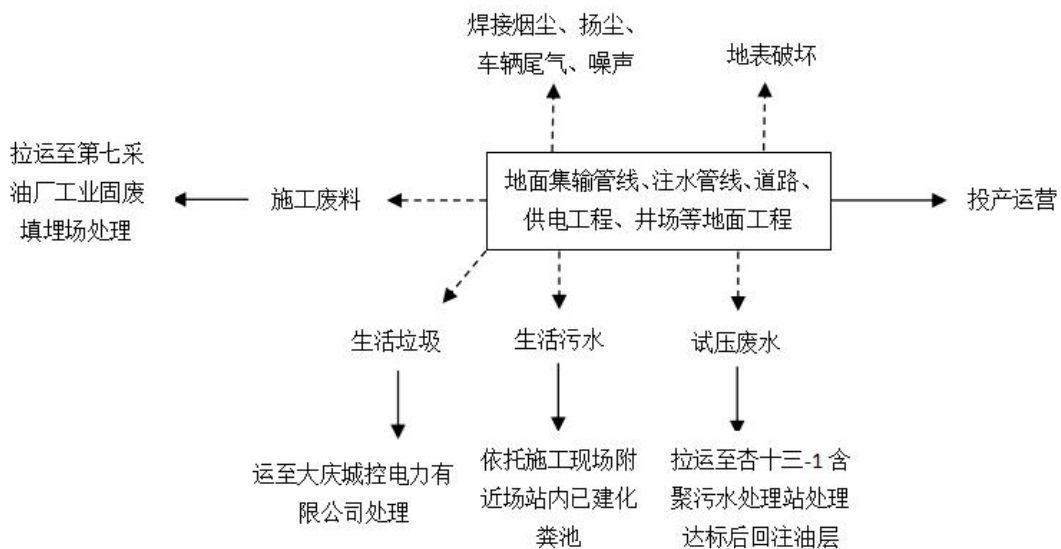 焊接烟尘、扬尘、
车辆尾气、噪声
地表破坏
拉运至第七采
油厂工业固废
填埋场处理
施工废料
地面集输管线、注水管线、道路、
供电工程、井场等地面工程
投产运营
生活垃圾
生活污水
试压废水
运至大庆城控电力有
限公司处理
依托施工现场附
近场站内已建化
粪池
拉运至杏十三-1含
聚污水处理站处理
达标后回注油层